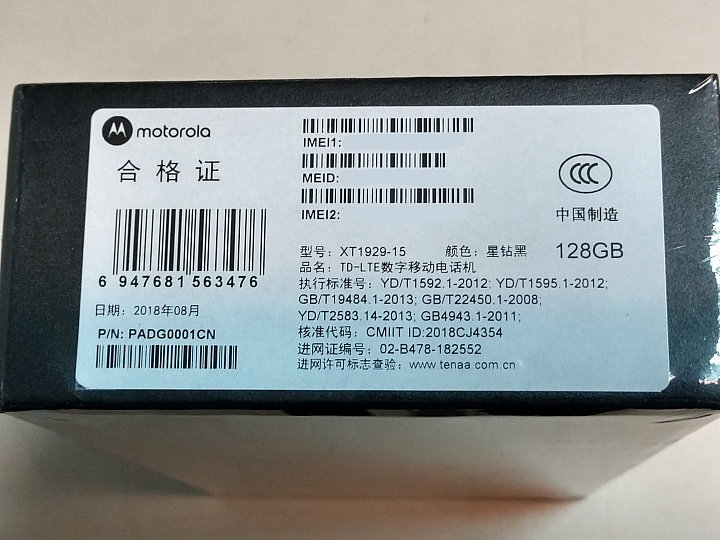 motorola
合格证
6 947681 563476
日期：2018年08月
P/N: PADG0001CN
IMEI1:
MEID:
IMEI2:
型号：XT1929-15 颜色：星钻黑
品名：TD-LTE数字移动电话机
执行标准号：YD/T1592.1-2012; YD/T1595.1-2012;
GB/T19484.1-2013; GB/T22450.1-2008;
YD/T2583.14-2013; GB4943.1-2011;
核准代码：CMIIT ID:2018CJ4354
进网证编号：02-B478-182552
进网许可标志查验：www.tenaa.com.cn
CCC
中国制造
128GB